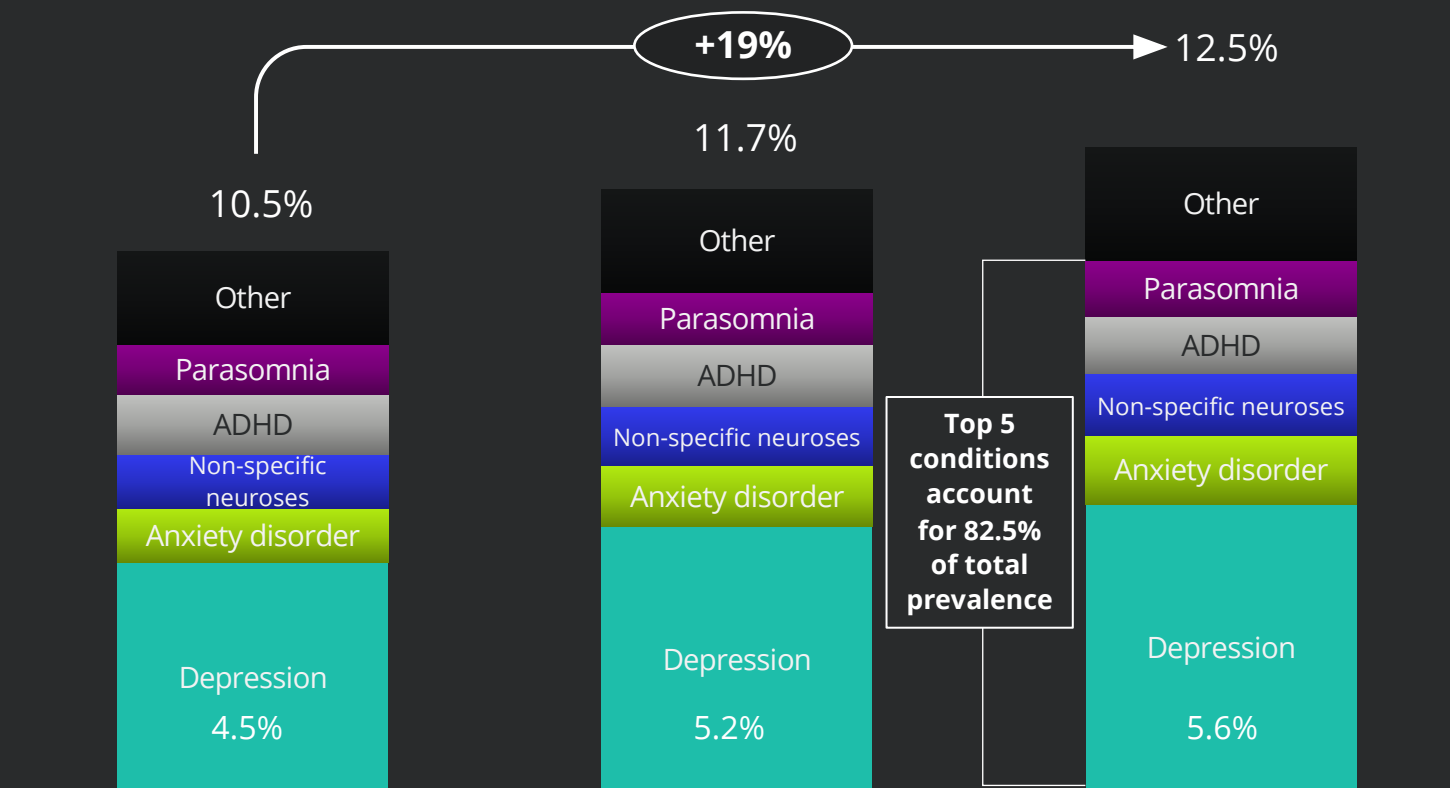 +19%
12.5%
11.7%
10.5%
Other
Parasomnia
ADHD
Non-specific
neuroses
Anxiety disorder
Depression
4.5%
Other
Parasomnia
ADHD
Non-specific neuroses
Anxiety disorder
Depression
5.2%
Top 5
conditions
account
for 82.5%
of total
prevalence
Other
Parasomnia
ADHD
Non-specific neuroses
Anxiety disorder
Depression
5.6%